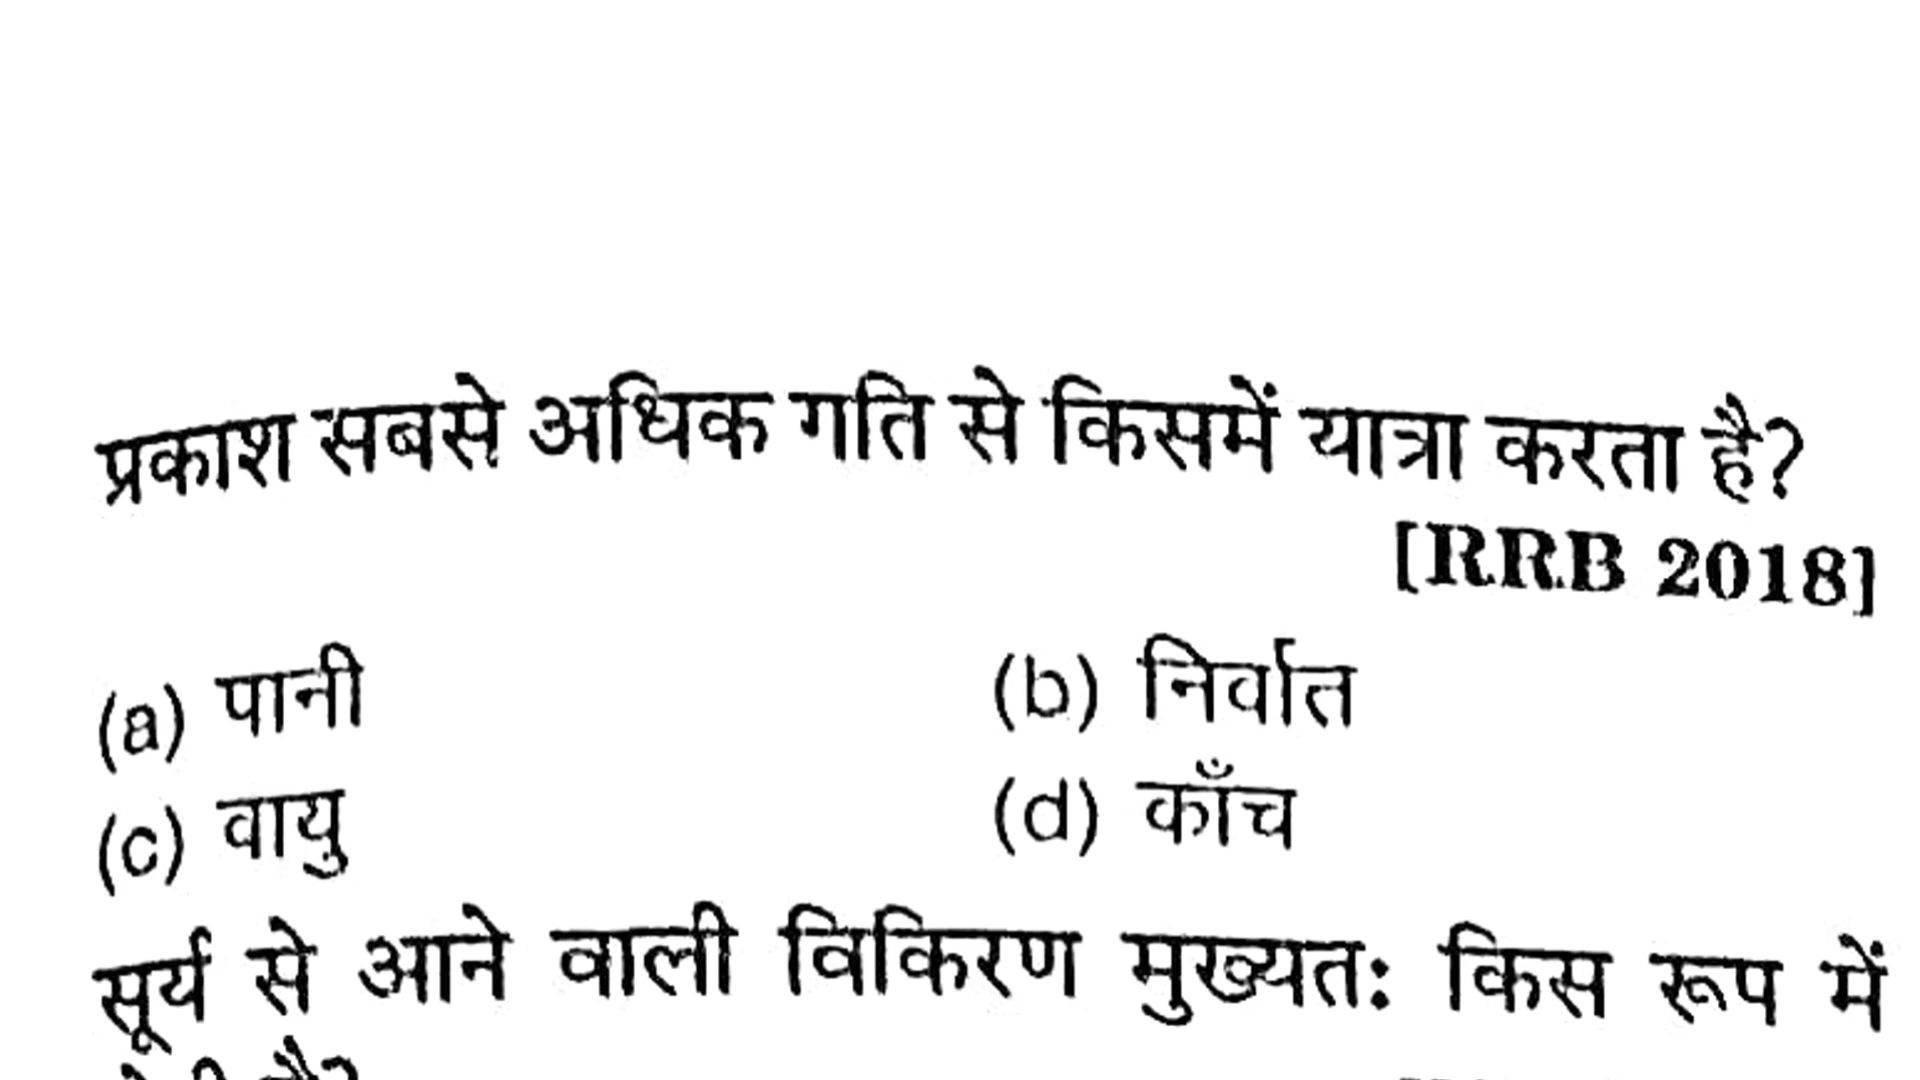 प्रकाश सबसे अधिक गति से किसमें यात्रा करता है?
[RRB 2018]
(a) पानी (b) निर्वात
(c) वायु (d) काँच
सूर्य से आने वाली विकिरण मुख्यतः किस रूप में